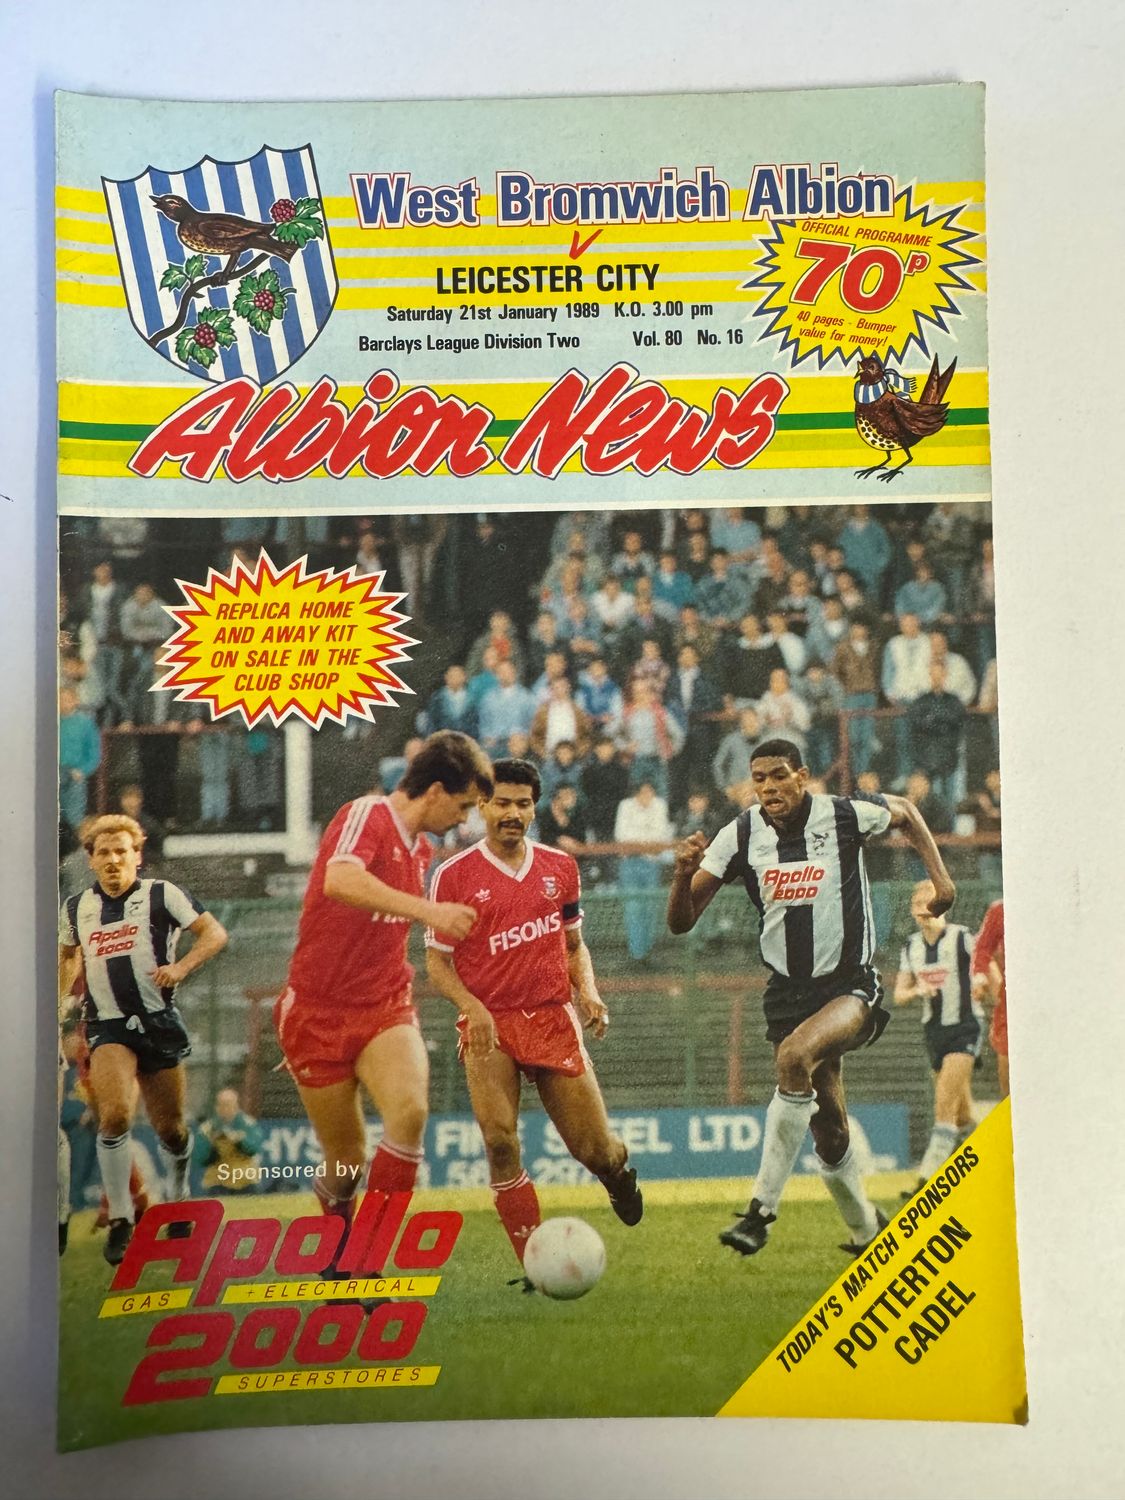 West Bromwich Albion
v
LEICESTER CITY
Saturday 21st January 1989 K.O. 3.00 pm
Barclays League Division Two Vol. 80 No. 16
OFFICIAL PROGRAMME
70p
40 pages - Bumper
value for money!
Albion News
REPLICA HOME
AND AWAY KIT
ON SALE IN THE
CLUB SHOP
Apollo
2000
FISONS
Apollo
2000
FINE STEEL LTD
Sponsored by
Apollo
GAS + ELECTRICAL
2000
SUPERSTORES
TODAY'S MATCH SPONSORS
POTTERTON
CADEL